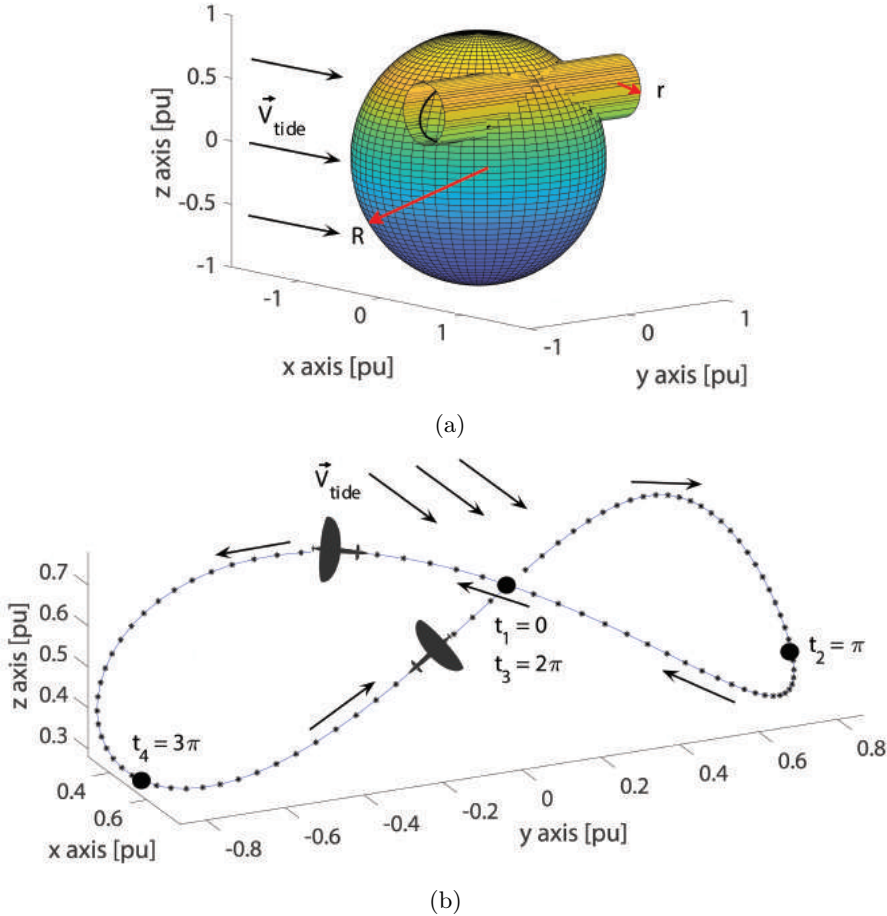 1
0.5
0
-0.5
-1
z axis [pu]
V⃗tide
R
r
-1
0
1
x axis [pu]
-1
0
1
y axis [pu]
(a)
V⃗tide
0.7
0.6
0.5
0.4
0.3
z axis [pu]
t1 = 0
t3 = 2π
t2 = π
t4 = 3π
0.4
0.6
x axis [pu]
-0.8
-0.6
-0.4
-0.2
0
0.2
0.4
0.6
0.8
y axis [pu]
(b)